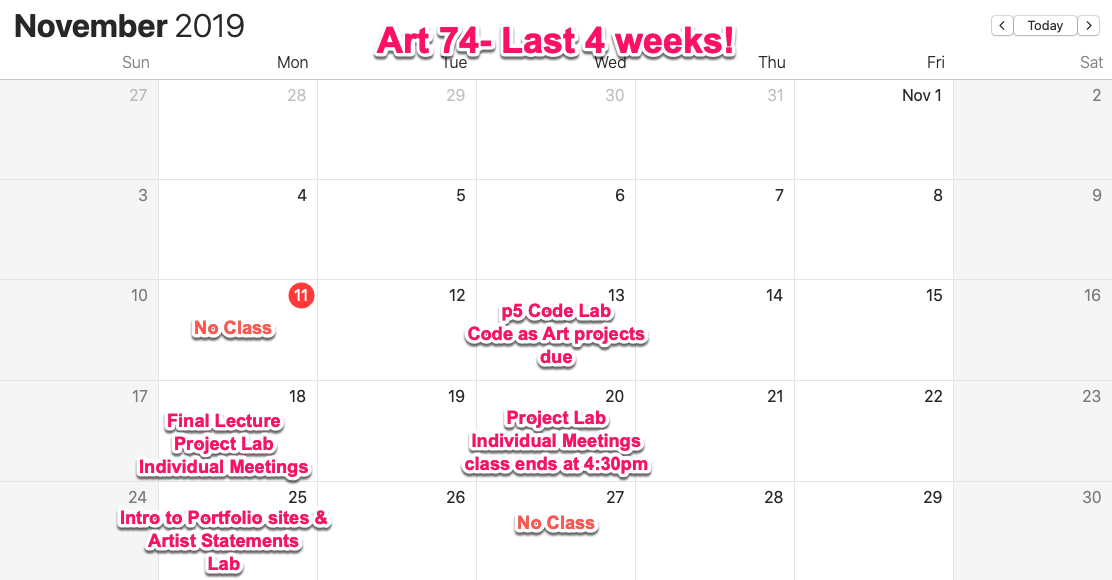 November 2019
Art 74- Last 4 weeks!
< Today >
Sun Mon Tue Wed Thu Fri Sat
27 28 29 30 31 Nov 1 2
3 4 5 6 7 8 9
10 11 12 13 14 15 16
No Class
p5 Code Lab
Code as Art projects
due
17 18 19 20 21 22 23
Final Lecture
Project Lab
Individual Meetings
Project Lab
Individual Meetings
class ends at 4:30pm
24 25 26 27 28 29 30
Intro to Portfolio sites &
Artist Statements
Lab
No Class